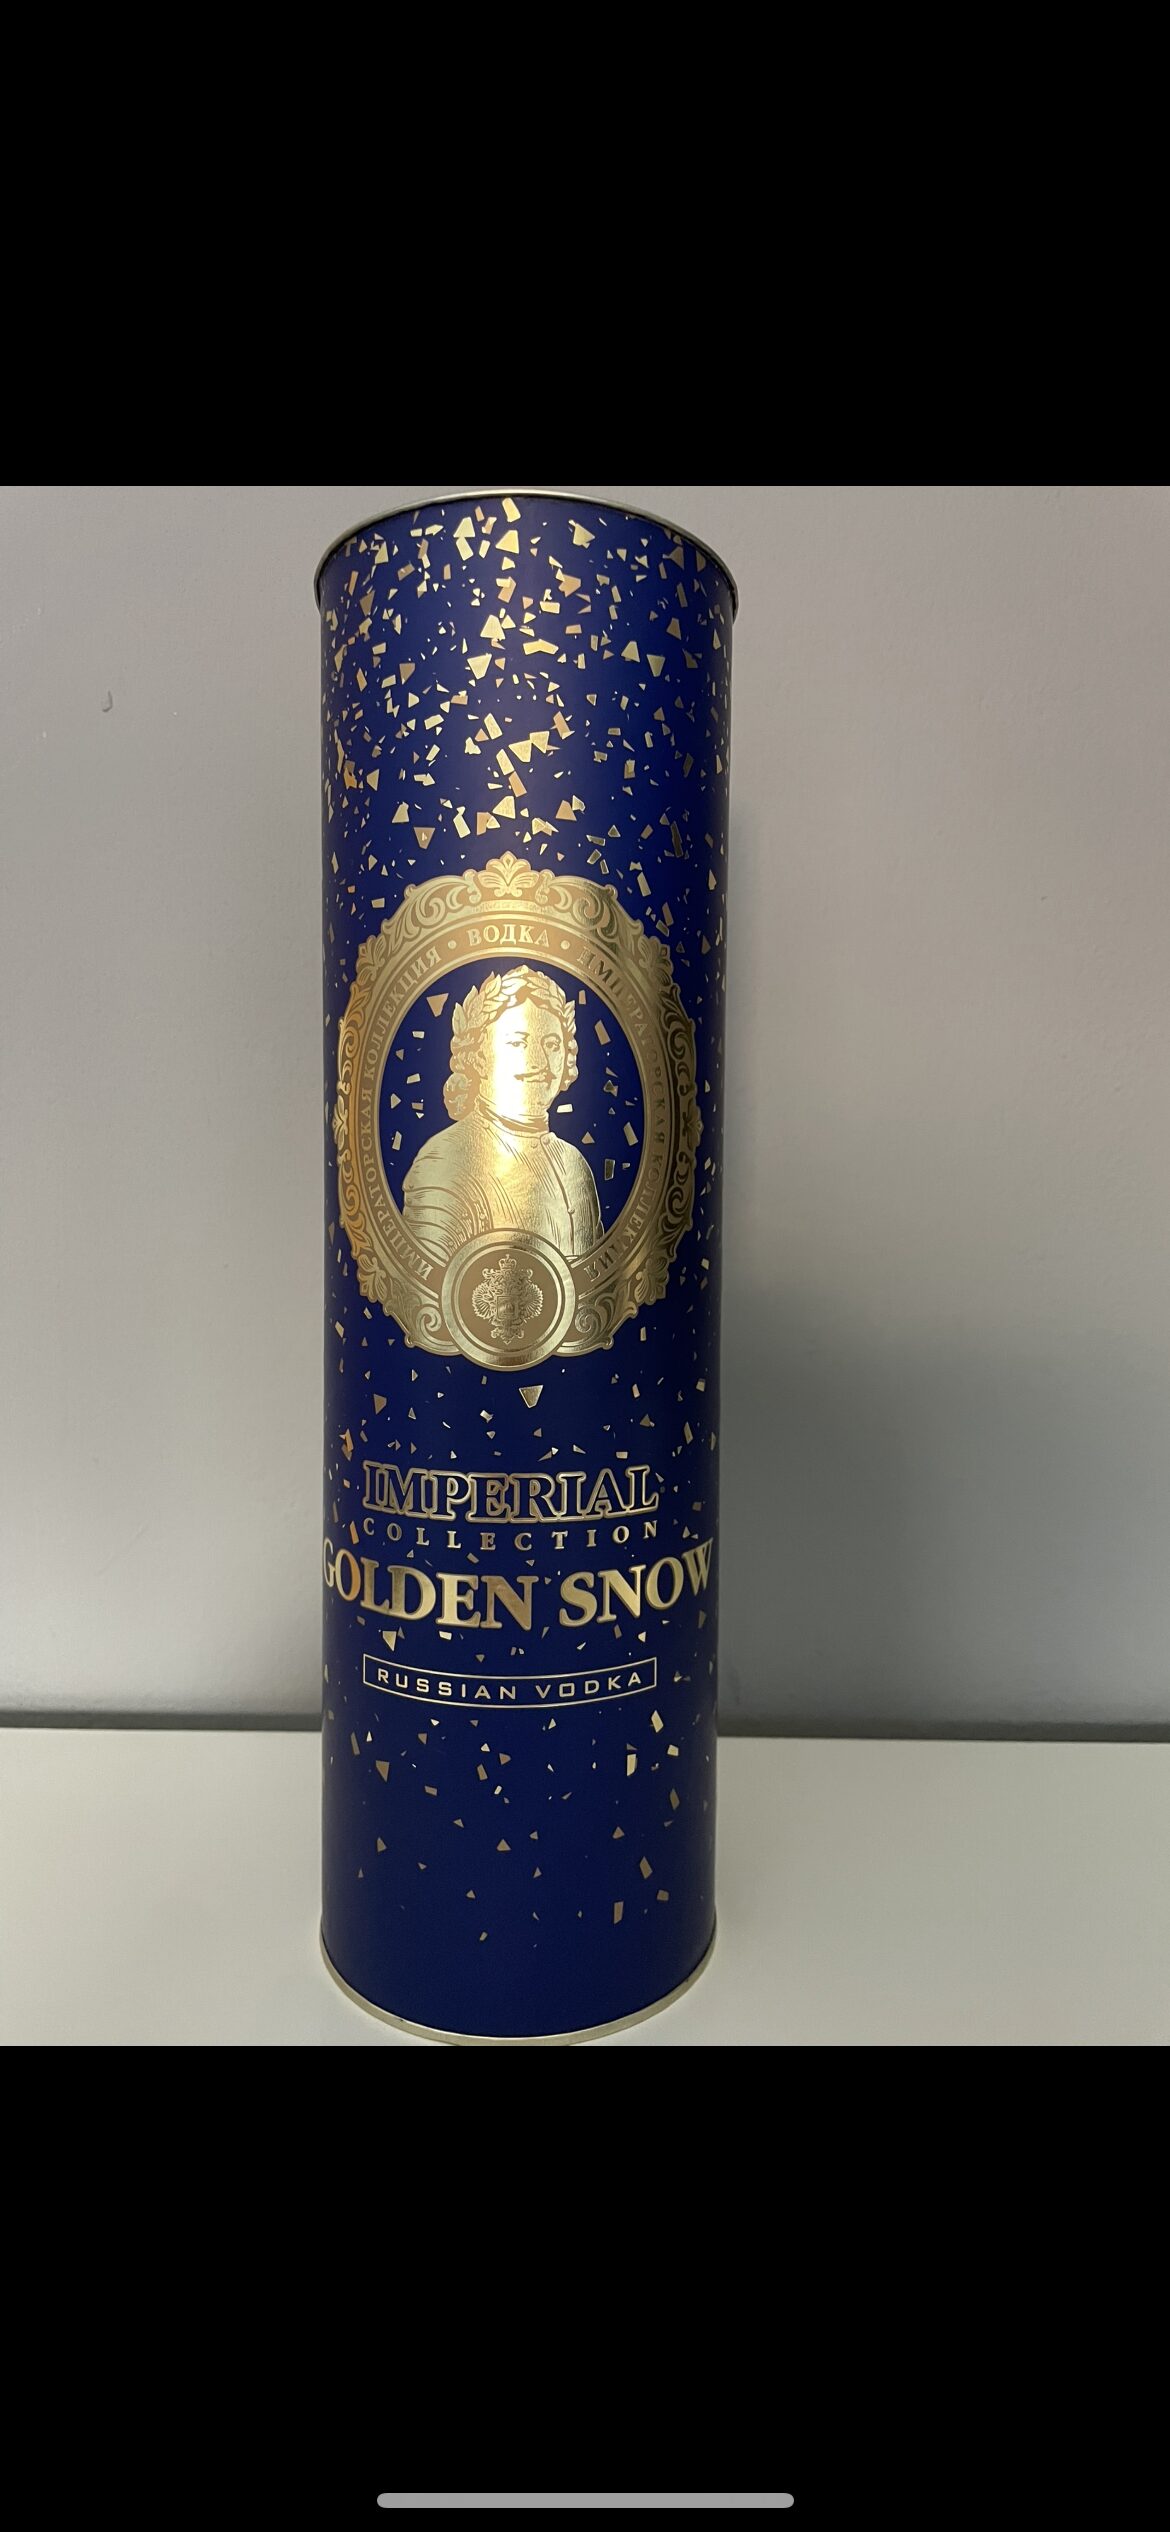 ИМПЕРАТОРСКАЯ КОЛЛЕКЦИЯ • ВОДКА • ИМПЕРАТОРСКАЯ КОЛЛЕКЦИЯ
IMPERIAL
COLLECTION
GOLDEN SNOW
RUSSIAN VODKA